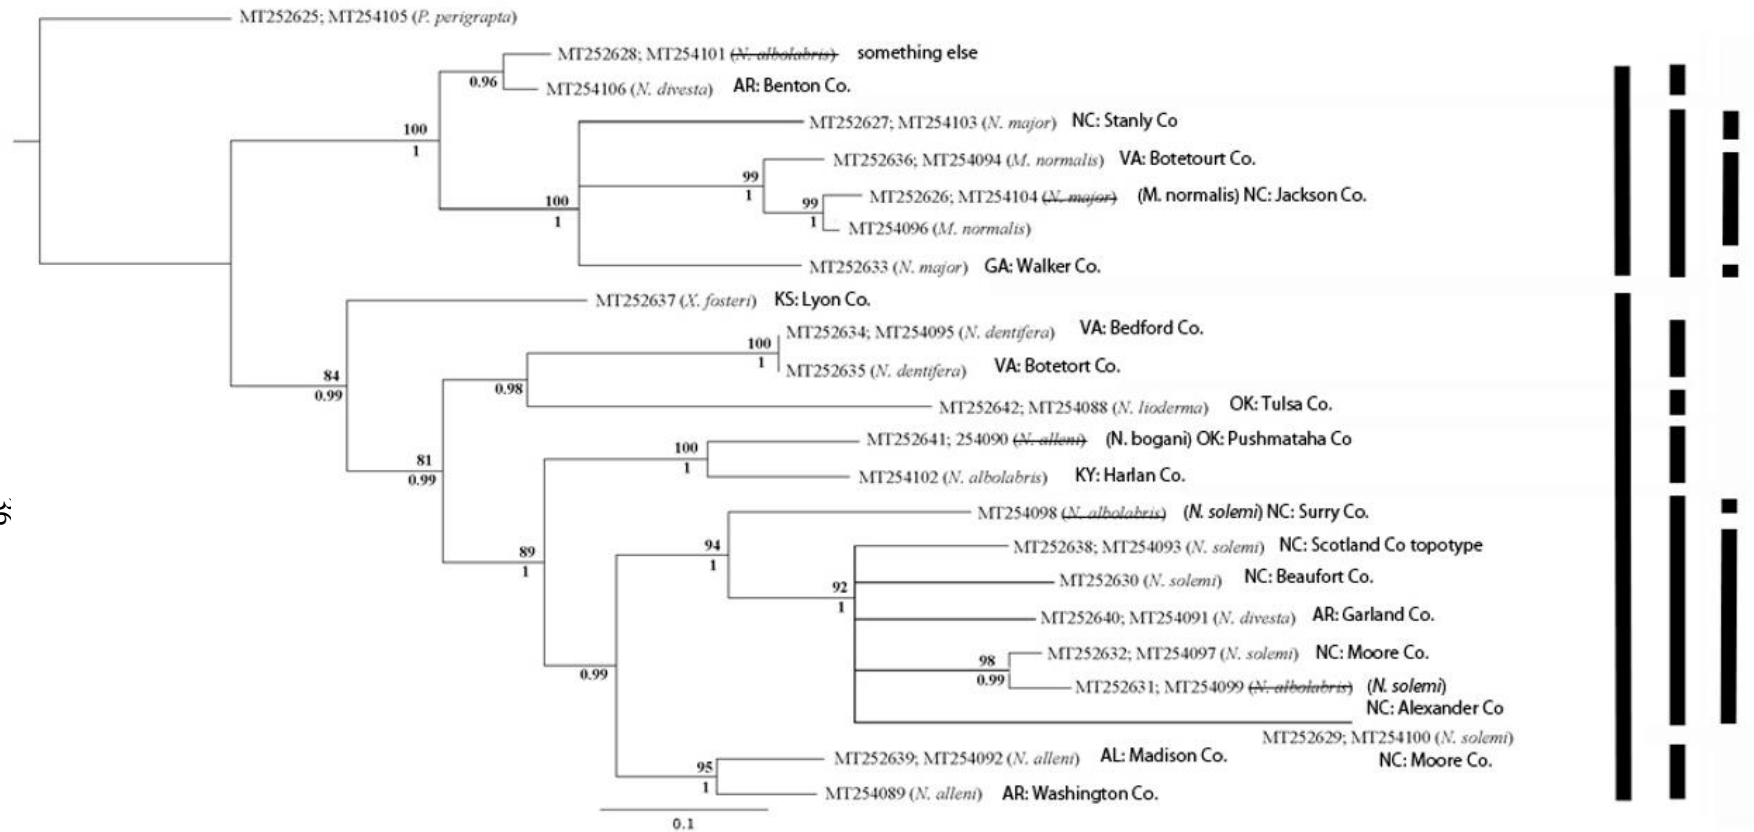 MT252625; MT254105 (P. perigrapta)
MT252628; MT254101 (N. albolabris) something else
0.96
MT254106 (N. divesta) AR: Benton Co.
MT252627; MT254103 (N. major) NC: Stanly Co
100
1
MT252636; MT254094 (M. normalis) VA: Botetourt Co.
99
1
MT252626; MT254104 (N. major) (M. normalis) NC: Jackson Co.
100
1
99
1
MT254096 (M. normalis)
MT252633 (N. major) GA: Walker Co.
MT252637 (X. fosteri) KS: Lyon Co.
MT252634; MT254095 (N. dentifera) VA: Bedford Co.
100
1
MT252635 (N. dentifera) VA: Botetort Co.
84
0.99
0.98
MT252642; MT254088 (N. lioderma) OK: Tulsa Co.
MT252641; 254090 (N. alleni) (N. bogani) OK: Pushmataha Co
100
1
81
0.99
MT254102 (N. albolabris) KY: Harlan Co.
MT254098 (N. albolabris) (N. solemi) NC: Surry Co.
94
1
MT252638; MT254093 (N. solemi) NC: Scotland Co topotype
89
1
MT252630 (N. solemi) NC: Beaufort Co.
92
1
MT252640; MT254091 (N. divesta) AR: Garland Co.
MT252632; MT254097 (N. solemi) NC: Moore Co.
98
0.99
0.99
MT252631; MT254099 (N. albolabris) (N. solemi)
NC: Alexander Co
MT252629; MT254100 (N. solemi)
NC: Moore Co.
MT252639; MT254092 (N. alleni) AL: Madison Co.
95
1
MT254089 (N. alleni) AR: Washington Co.
0.1